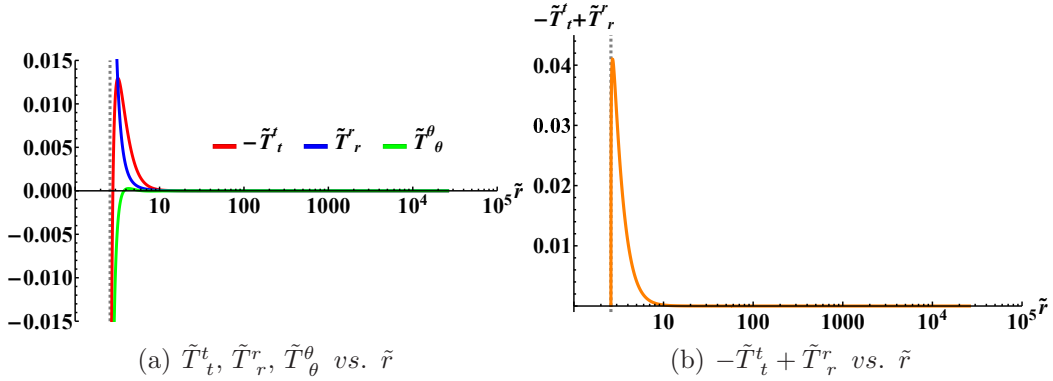 0.015
0.010
0.005
0.000
−0.005
−0.010
−0.015
10 100 1000 10⁴ 10⁵ r̃
−T̃ᵗₜ T̃ʳᵣ T̃^θ_θ
(a) T̃ᵗₜ, T̃ʳᵣ, T̃^θ_θ vs. r̃
−T̃ᵗₜ+T̃ʳᵣ
0.04
0.03
0.02
0.01
10 100 1000 10⁴ 10⁵ r̃
(b) −T̃ᵗₜ + T̃ʳᵣ vs. r̃